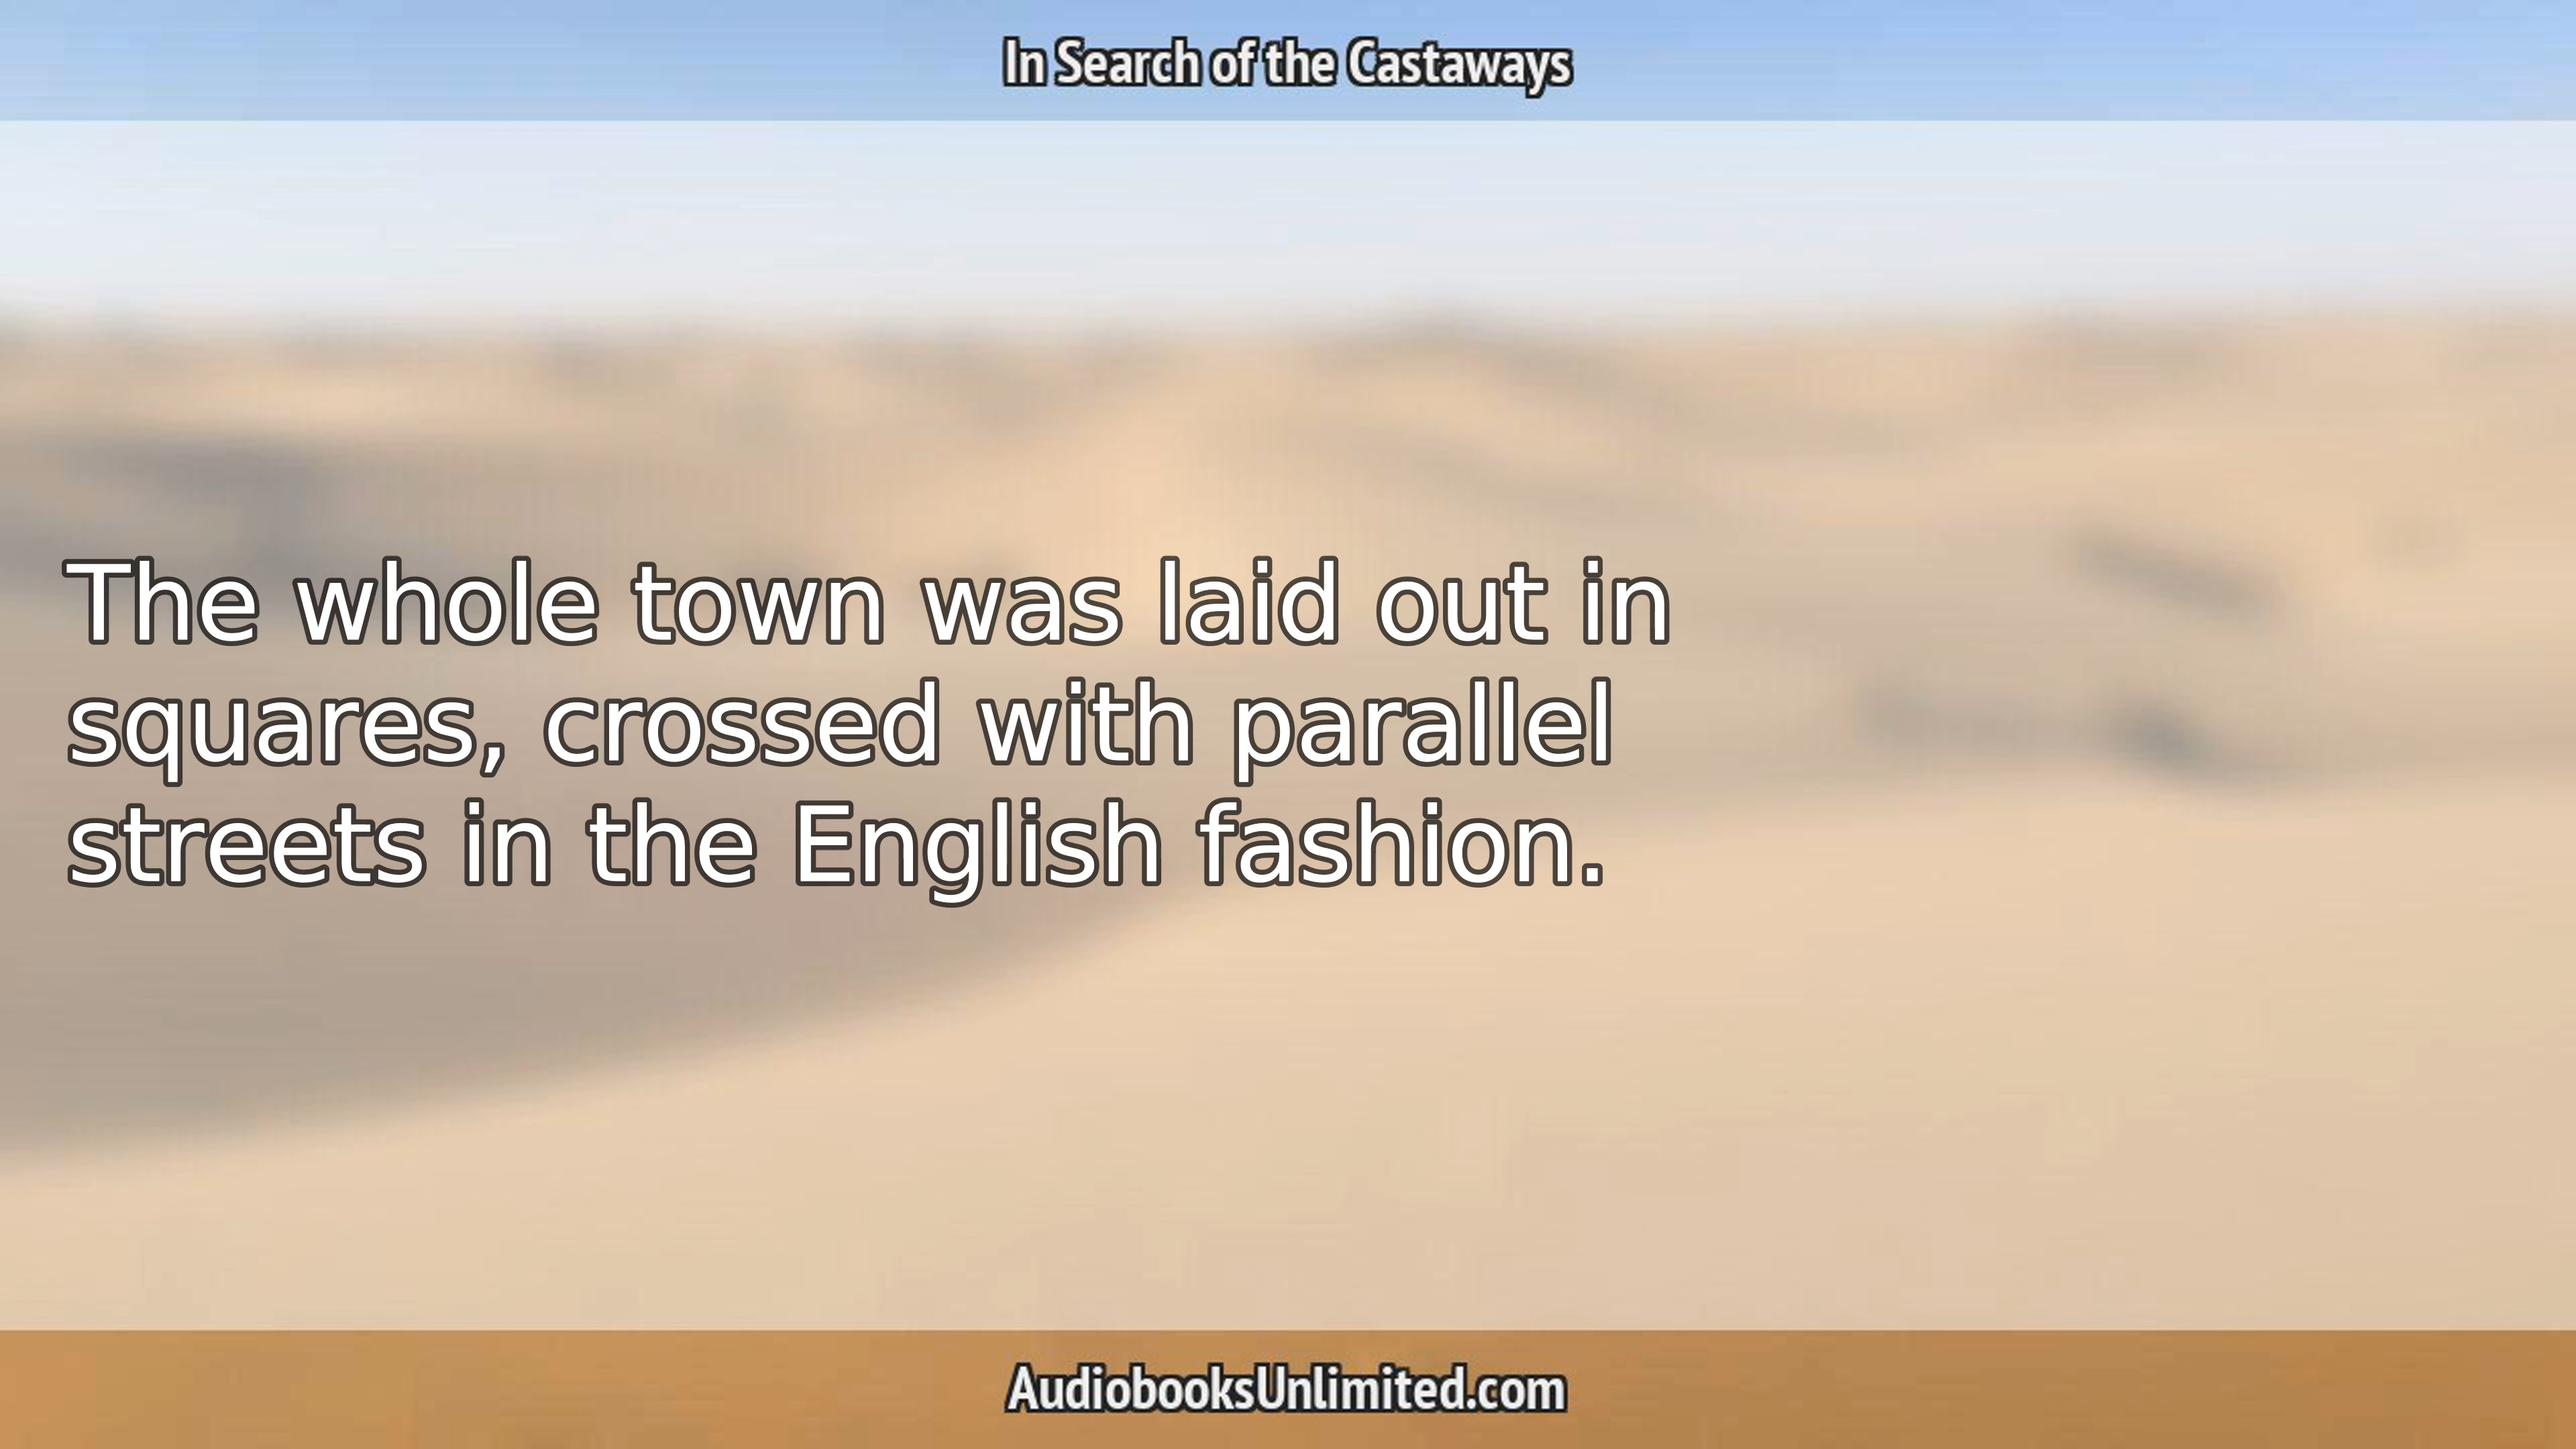 In Search of the Castaways
The whole town was laid out in
squares, crossed with parallel
streets in the English fashion.
AudiobooksUnlimited.com